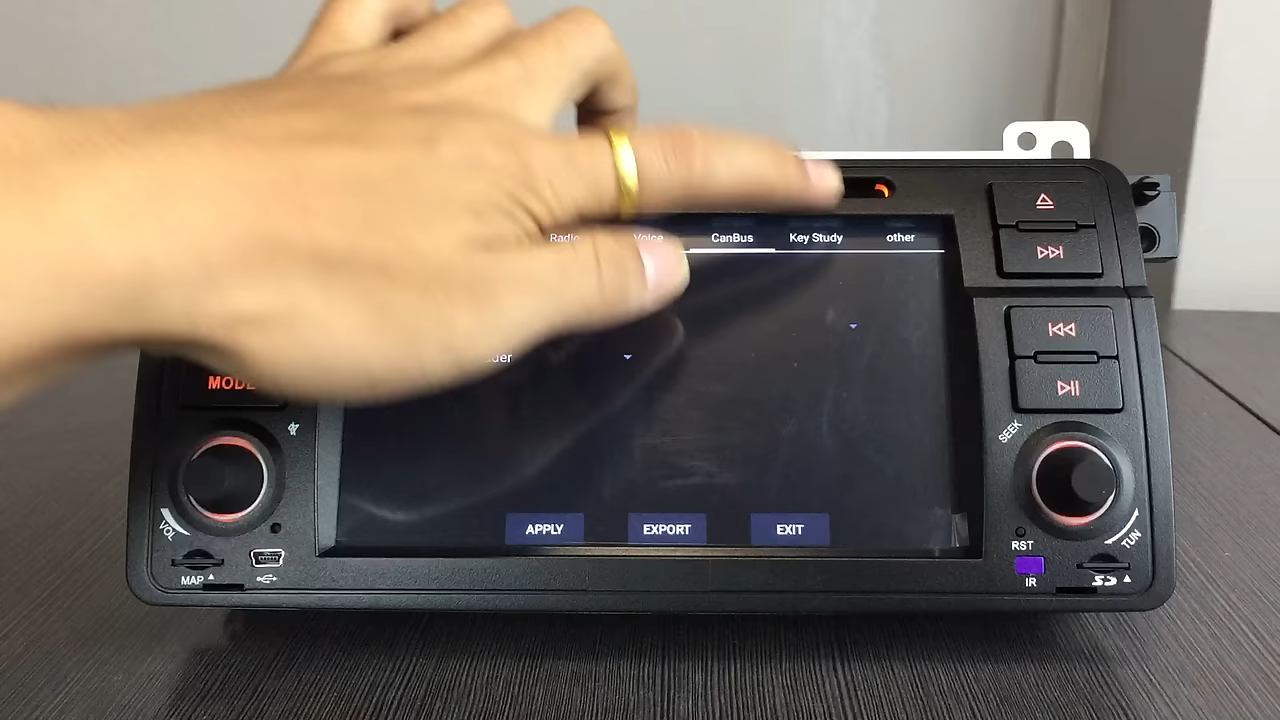 Radio Voice CanBus Key Study other
MODE
APPLY EXPORT EXIT
VOL
MAP
SEEK
TUN
RST
IR